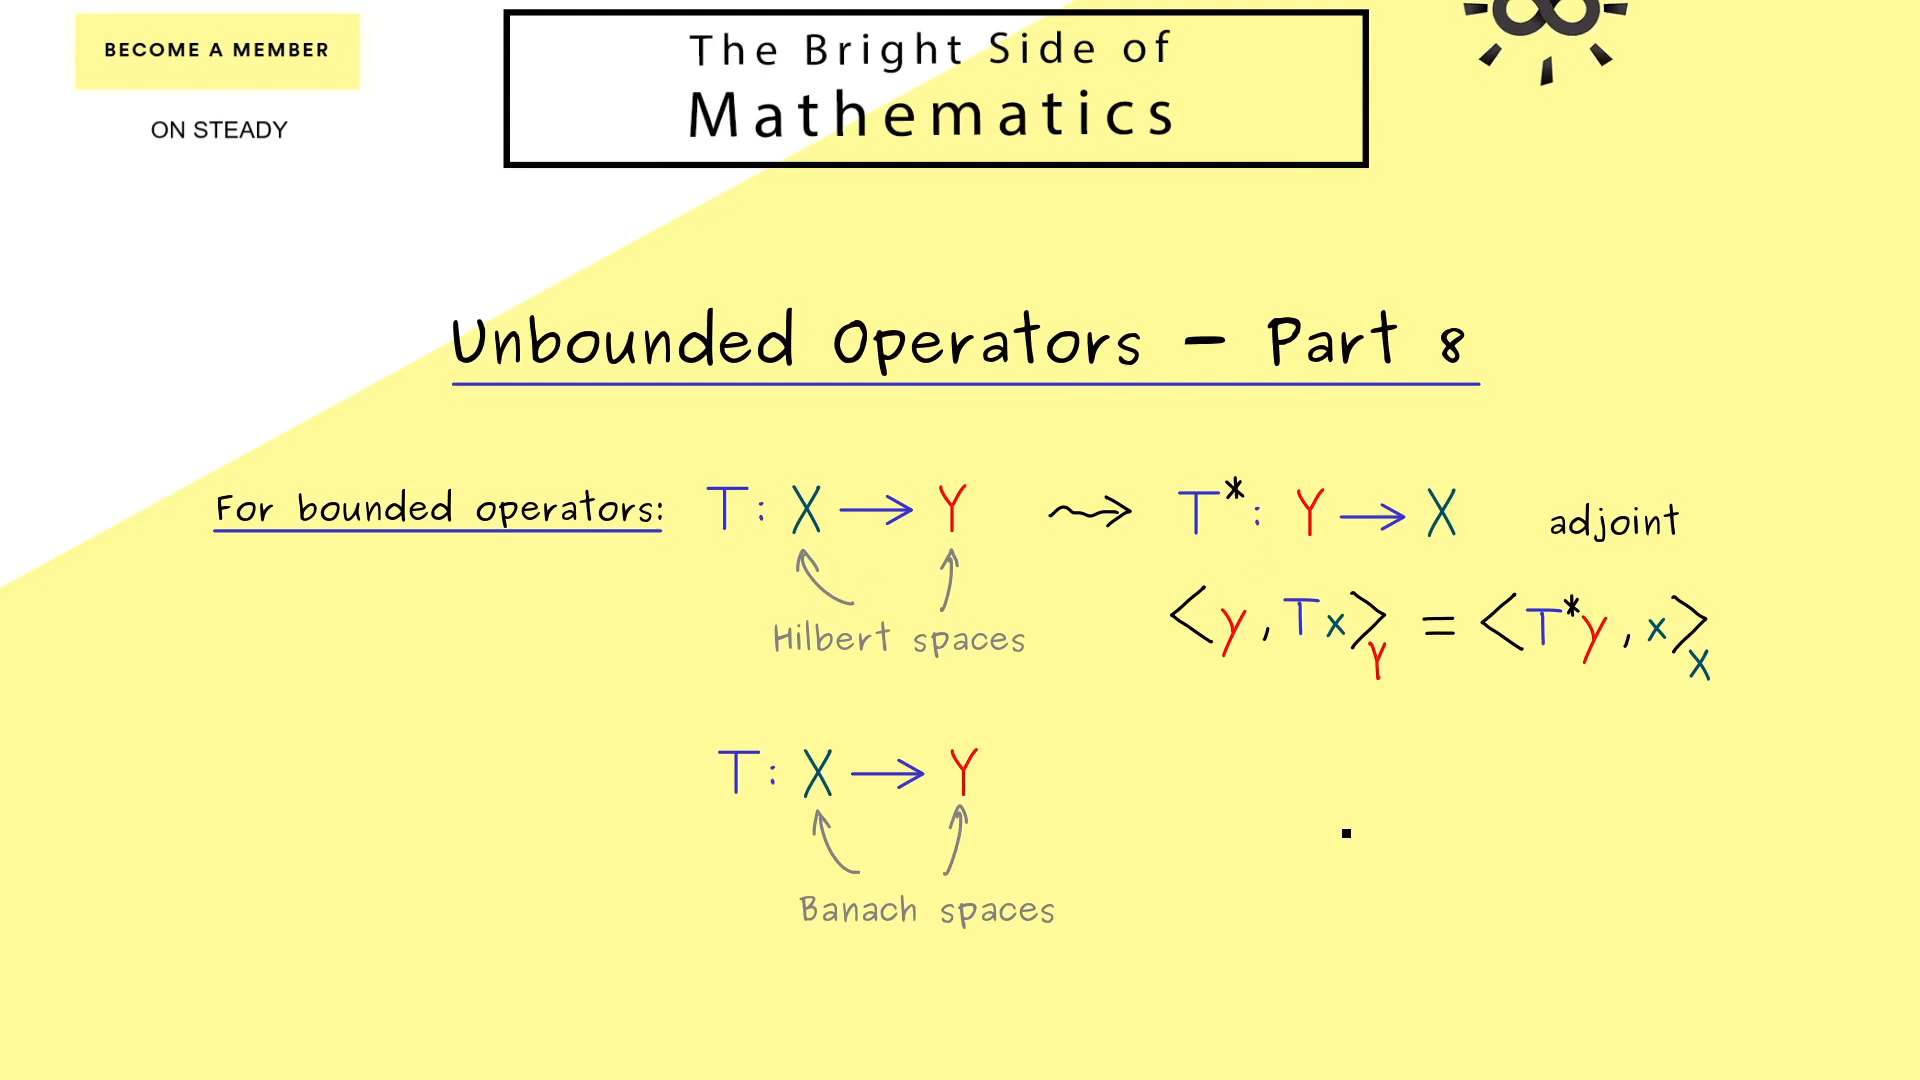 BECOME A MEMBER
ON STEADY
The Bright Side of
Mathematics
Unbounded Operators - Part 8
For bounded operators: T: X → Y ⇝ T*: Y → X adjoint
Hilbert spaces
<y, Tx>_Y = <T*y, x>_X
T: X → Y
Banach spaces